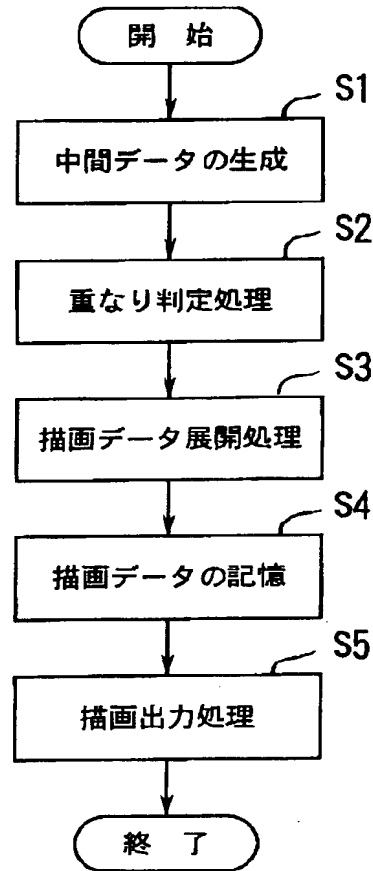 開 始
S1
中間データの生成
S2
重なり判定処理
S3
描画データ展開処理
S4
描画データの記憶
S5
描画出力処理
終 了